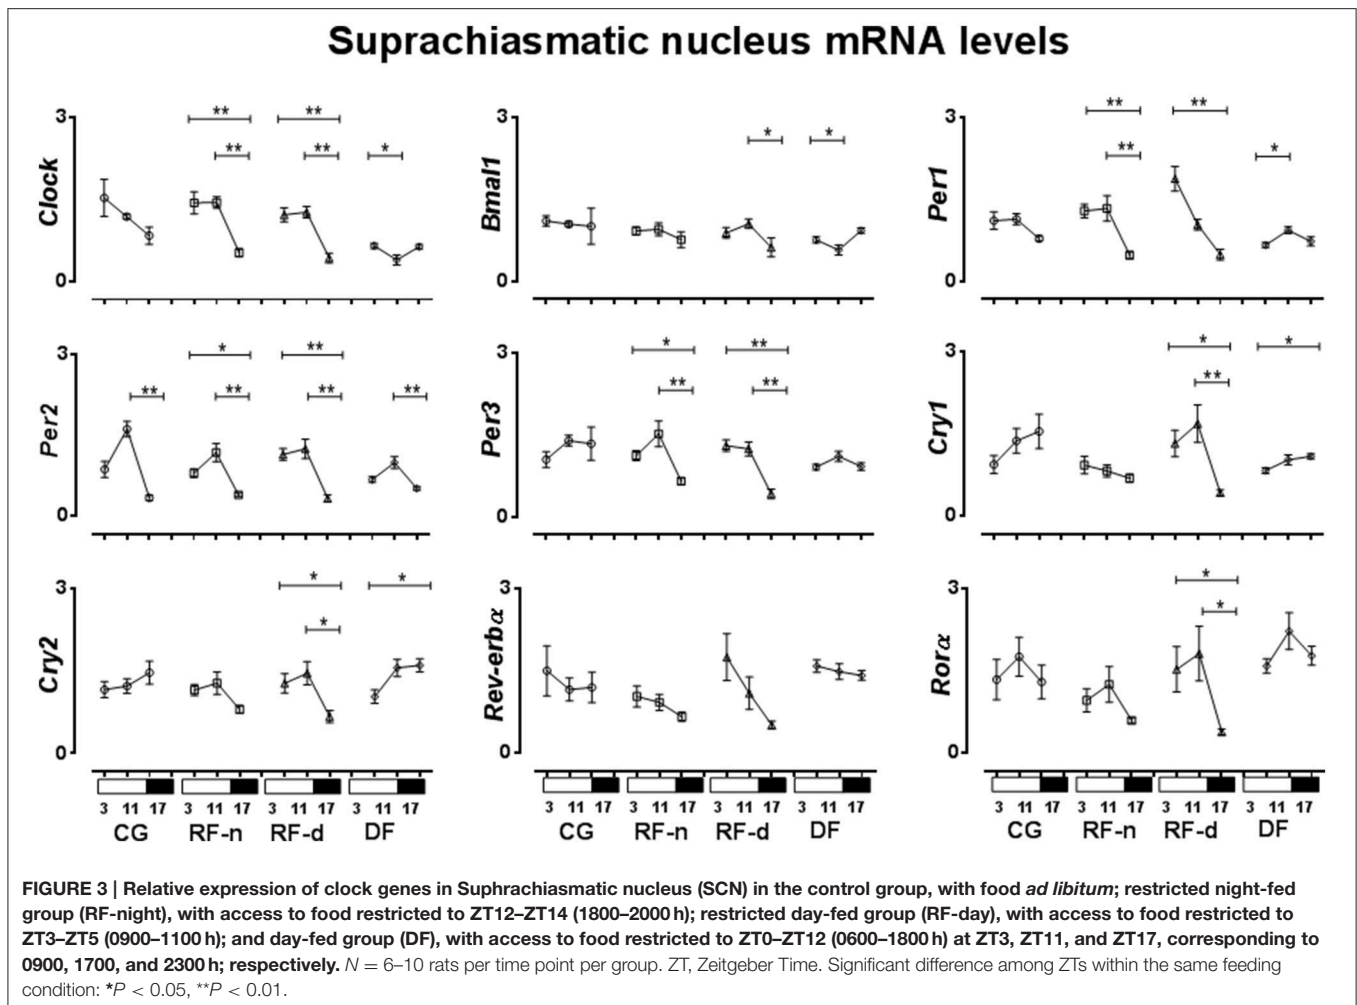 Suprachiasmatic nucleus mRNA levels
Clock 3 0 ** ** ** ** *
Bmal1 3 0 * *
Per1 3 0 ** ** ** *
Per2 3 0 * ** ** ** ** **
Per3 3 0 * ** ** **
Cry1 3 0 * * **
Cry2 3 0 * * *
Rev-erbα 3 0
Rorα 3 0 * *
3 11 17 3 11 17 3 11 17 3 11 17
CG RF-n RF-d DF
3 11 17 3 11 17 3 11 17 3 11 17
CG RF-n RF-d DF
3 11 17 3 11 17 3 11 17 3 11 17
CG RF-n RF-d DF
FIGURE 3 | Relative expression of clock genes in Suphrachiasmatic nucleus (SCN) in the control group, with food ad libitum; restricted night-fed
group (RF-night), with access to food restricted to ZT12–ZT14 (1800–2000 h); restricted day-fed group (RF-day), with access to food restricted to
ZT3–ZT5 (0900–1100 h); and day-fed group (DF), with access to food restricted to ZT0–ZT12 (0600–1800 h) at ZT3, ZT11, and ZT17, corresponding to
0900, 1700, and 2300 h; respectively. N = 6–10 rats per time point per group. ZT, Zeitgeber Time. Significant difference among ZTs within the same feeding
condition: *P < 0.05, **P < 0.01.